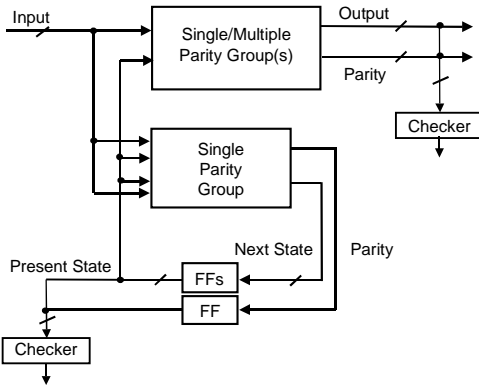 Input
Single/Multiple
Parity Group(s)
Output
Parity
Checker
Single
Parity
Group
Next State
Parity
Present State
FFs
FF
Checker